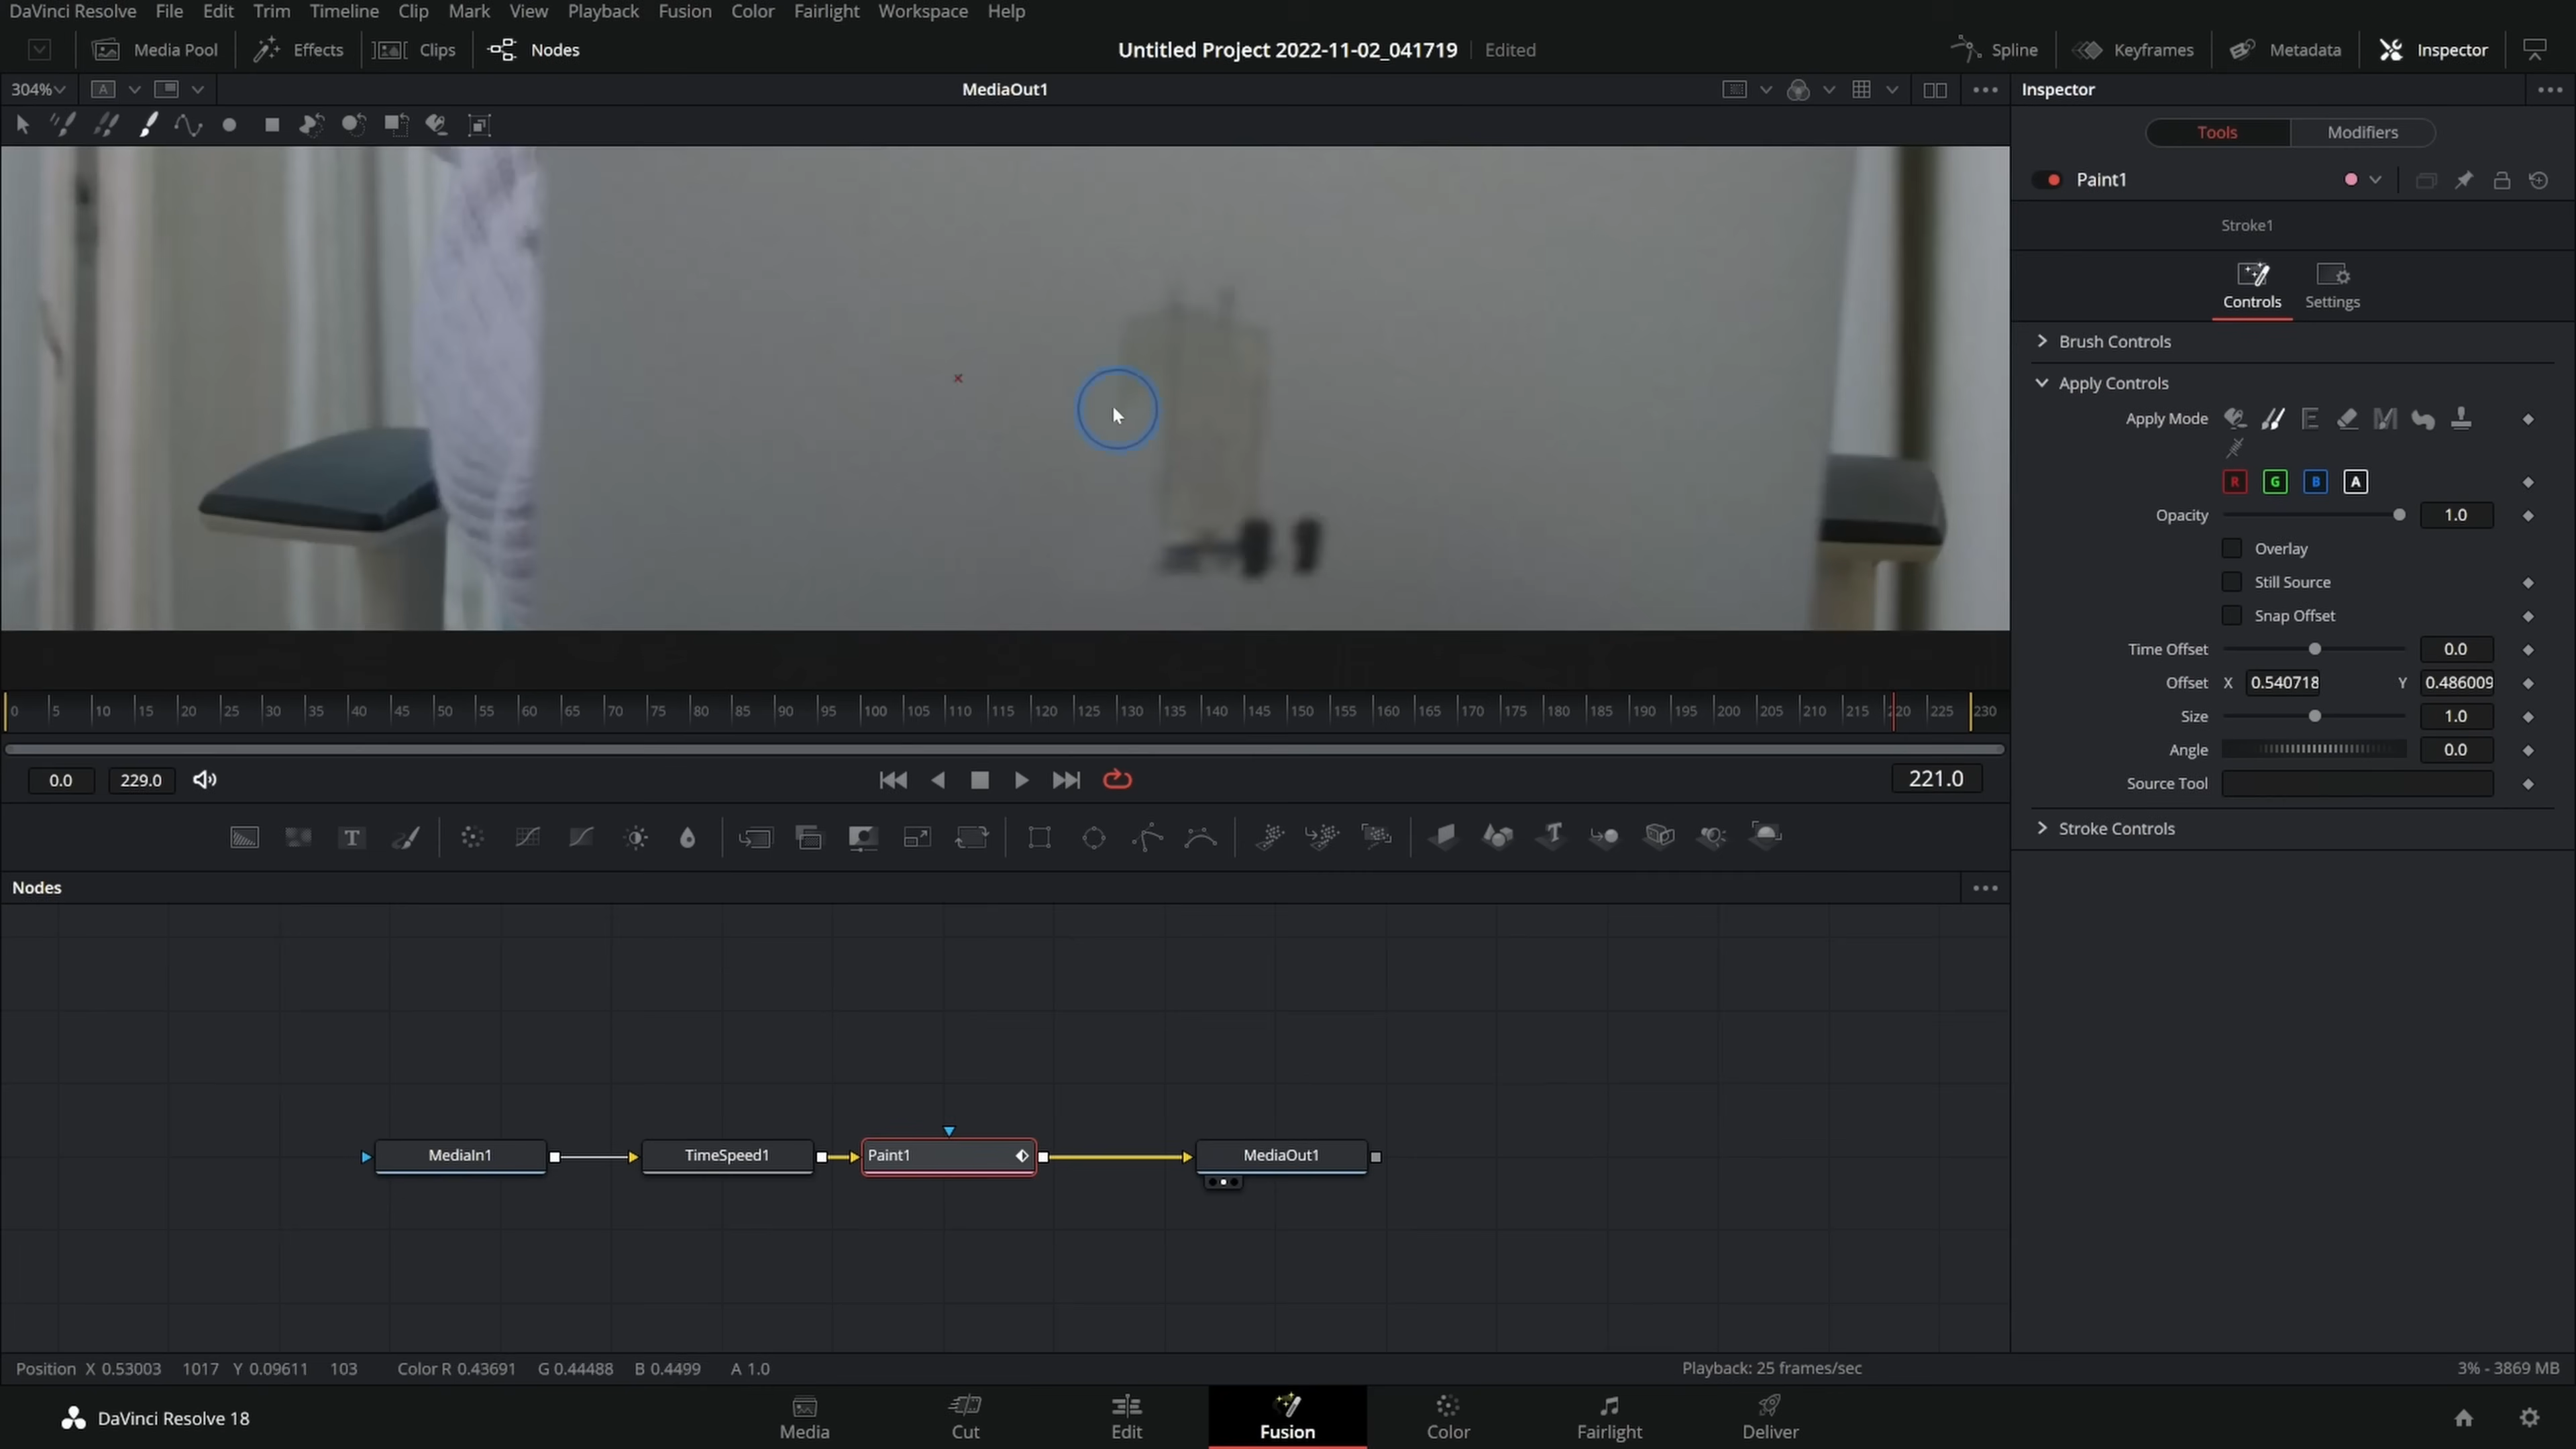 DaVinci Resolve File Edit Trim Timeline Clip Mark View Playback Fusion Color Fairlight Workspace Help
Media Pool Effects Clips Nodes Untitled Project 2022-11-02_041719 Edited Spline Keyframes Metadata Inspector
304% A MediaOut1 Inspector
Tools Modifiers
Paint1
Stroke1
Controls Settings
Brush Controls
Apply Controls
Apply Mode
R G B A
Opacity 1.0
Overlay
Still Source
Snap Offset
Time Offset 0.0
Offset X 0.540718 Y 0.486009
Size 1.0
Angle 0.0
Source Tool
Stroke Controls
0 5 10 15 20 25 30 35 40 45 50 55 60 65 70 75 80 85 90 95 100 105 110 115 120 125 130 135 140 145 150 155 160 165 170 175 180 185 190 195 200 205 210 215 220 225 230
0.0 229.0 221.0
T
Nodes
MediaIn1 TimeSpeed1 Paint1 MediaOut1
Position X 0.53003 1017 Y 0.09611 103 Color R 0.43691 G 0.44488 B 0.4499 A 1.0 Playback: 25 frames/sec 3% - 3869 MB
DaVinci Resolve 18 Media Cut Edit Fusion Color Fairlight Deliver